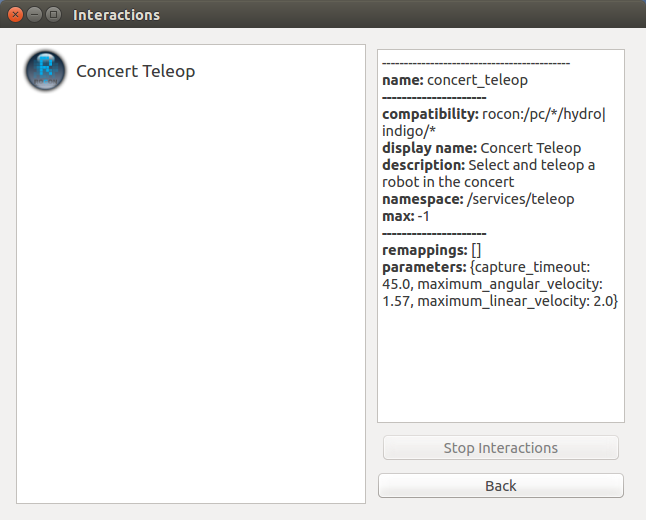 Interactions
Concert Teleop
-------------------------------------------
name: concert_teleop
---------------------
compatibility: rocon:/pc/*/hydro|
indigo/*
display name: Concert Teleop
description: Select and teleop a
robot in the concert
namespace: /services/teleop
max: -1
---------------------
remappings: []
parameters: {capture_timeout:
45.0, maximum_angular_velocity:
1.57, maximum_linear_velocity: 2.0}
Stop Interactions
Back